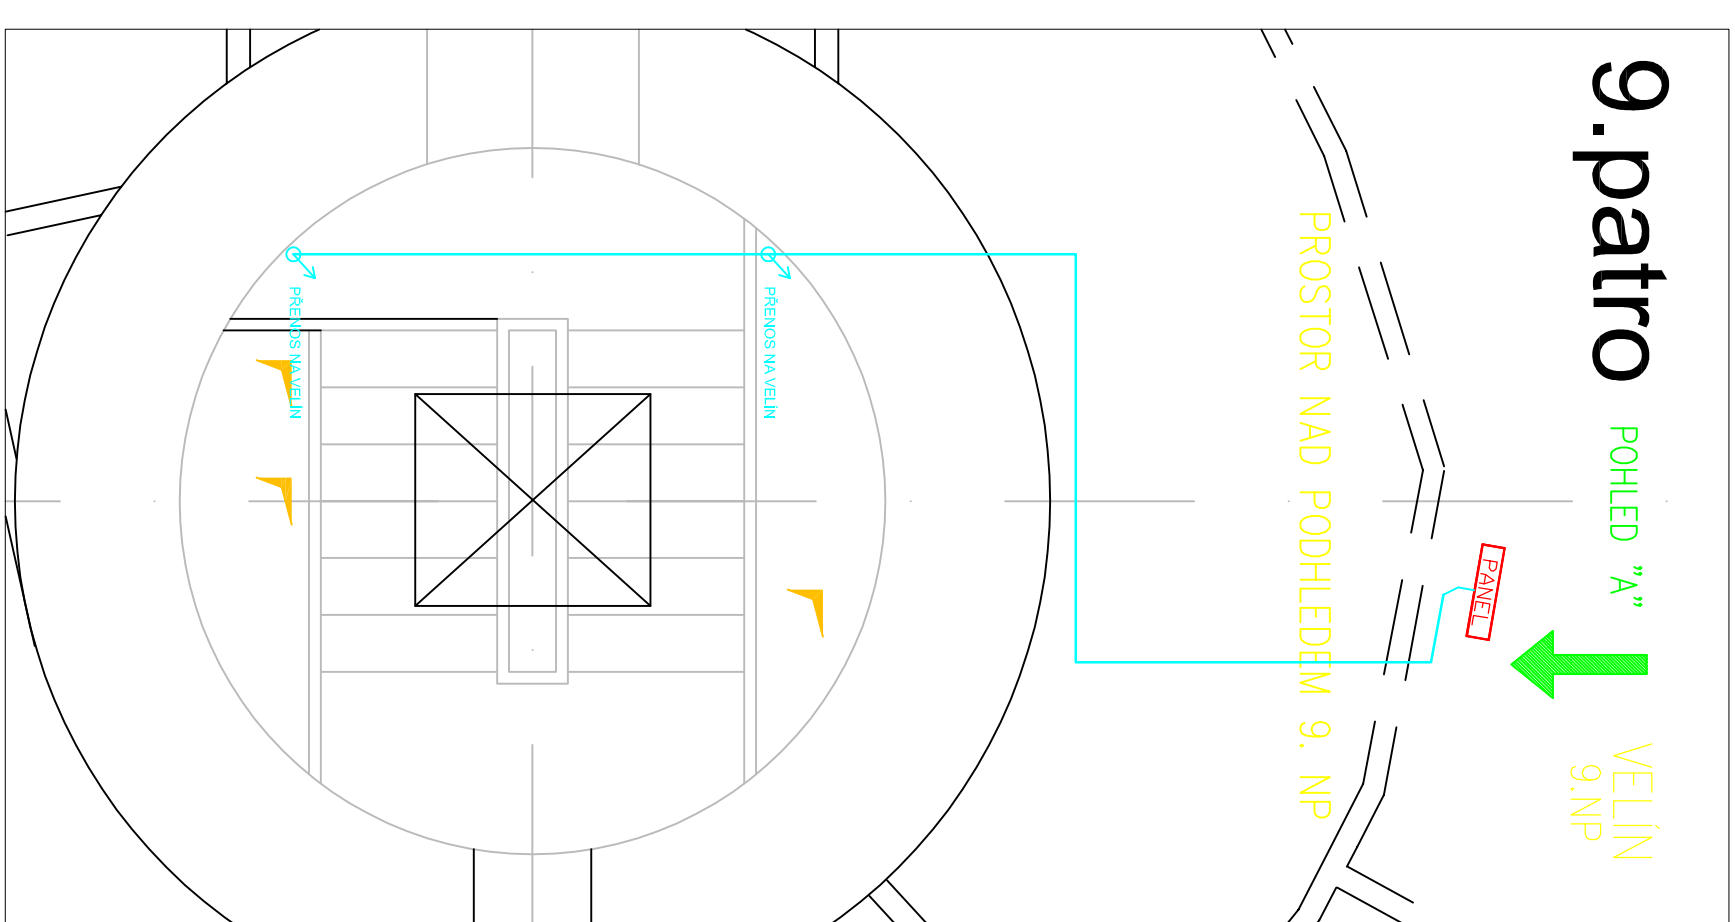 9.patro
POHLED "A"
VELÍN
9.NP
PANEL
PROSTOR NAD PODHLEDEM 9. NP
PŘENOS NA VELÍN
PŘENOS NA VELÍN